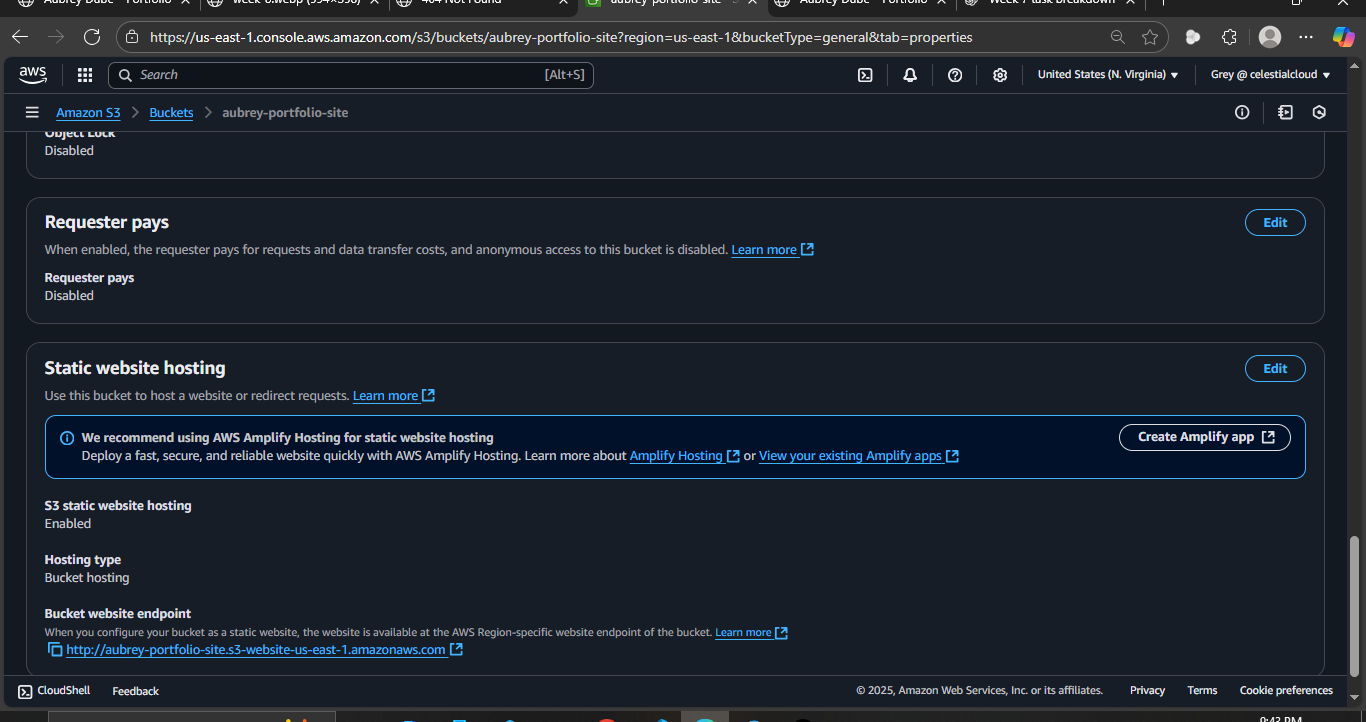 Aubrey Dube - Portfolio
week-6.webp (394×396)
404 Not Found
aubrey-portfolio-site - S
Aubrey Dube - Portfolio
Week 7 task breakdown
https://us-east-1.console.aws.amazon.com/s3/buckets/aubrey-portfolio-site?region=us-east-1&bucketType=general&tab=properties
aws
Search [Alt+S]
United States (N. Virginia)
Grey @ celestialcloud
Amazon S3 > Buckets > aubrey-portfolio-site
Object Lock
Disabled
Requester pays
Edit
When enabled, the requester pays for requests and data transfer costs, and anonymous access to this bucket is disabled. Learn more
Requester pays
Disabled
Static website hosting
Edit
Use this bucket to host a website or redirect requests. Learn more
We recommend using AWS Amplify Hosting for static website hosting
Deploy a fast, secure, and reliable website quickly with AWS Amplify Hosting. Learn more about Amplify Hosting or View your existing Amplify apps
Create Amplify app
S3 static website hosting
Enabled
Hosting type
Bucket hosting
Bucket website endpoint
When you configure your bucket as a static website, the website is available at the AWS Region-specific website endpoint of the bucket. Learn more
http://aubrey-portfolio-site.s3-website-us-east-1.amazonaws.com
CloudShell Feedback
© 2025, Amazon Web Services, Inc. or its affiliates. Privacy Terms Cookie preferences
9:43 PM